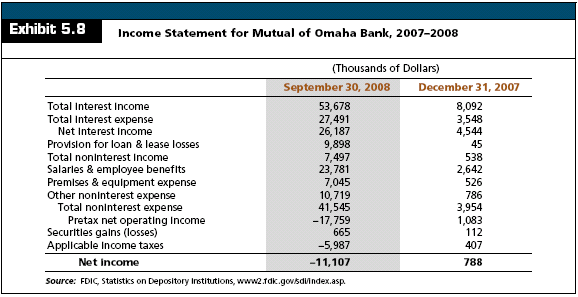 Exhibit 5.8 Income Statement for Mutual of Omaha Bank, 2007–2008
(Thousands of Dollars)
September 30, 2008 December 31, 2007
Total interest income 53,678 8,092
Total interest expense 27,491 3,548
Net interest income 26,187 4,544
Provision for loan & lease losses 9,898 45
Total noninterest income 7,497 538
Salaries & employee benefits 23,781 2,642
Premises & equipment expense 7,045 526
Other noninterest expense 10,719 786
Total noninterest expense 41,545 3,954
Pretax net operating income –17,759 1,083
Securities gains (losses) 665 112
Applicable income taxes –5,987 407
Net income –11,107 788
Source: FDIC, Statistics on Depository Institutions, www2.fdic.gov/sdi/index.asp.